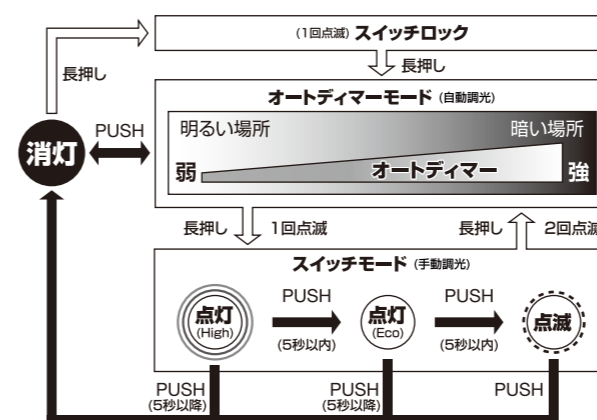 (1回点滅) スイッチロック
長押し
長押し
オートディマーモード (自動調光)
消灯
PUSH
明るい場所
暗い場所
弱
オートディマー
強
長押し
1回点滅
長押し
2回点滅
スイッチモード (手動調光)
点灯
(High)
PUSH
(5秒以内)
点灯
(Eco)
PUSH
(5秒以内)
点滅
PUSH
(5秒以降)
PUSH
(5秒以降)
PUSH